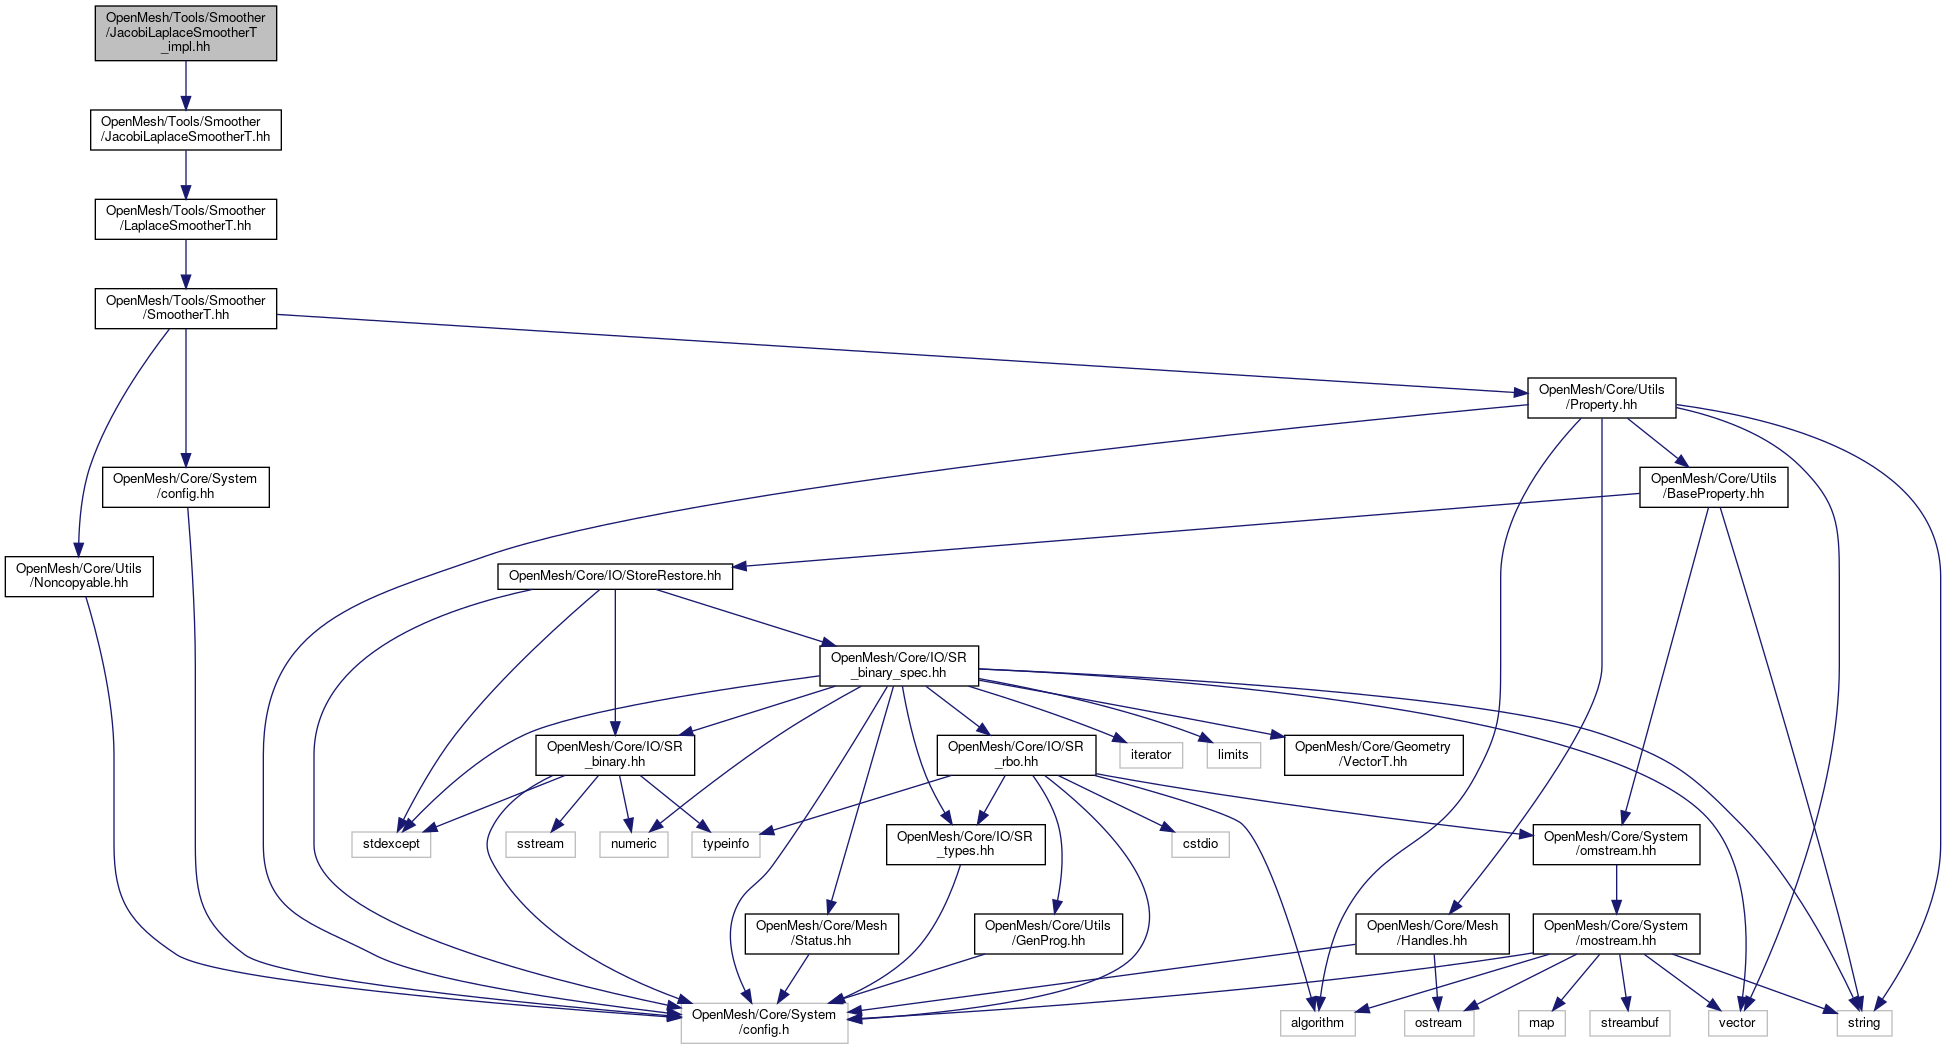 OpenMesh/Tools/Smoother
/JacobiLaplaceSmootherT
_impl.hh
OpenMesh/Tools/Smoother
/JacobiLaplaceSmootherT.hh
OpenMesh/Tools/Smoother
/LaplaceSmootherT.hh
OpenMesh/Tools/Smoother
/SmootherT.hh
OpenMesh/Core/Utils
/Property.hh
OpenMesh/Core/System
/config.hh
OpenMesh/Core/Utils
/BaseProperty.hh
OpenMesh/Core/Utils
/Noncopyable.hh
OpenMesh/Core/IO/StoreRestore.hh
OpenMesh/Core/IO/SR
_binary_spec.hh
OpenMesh/Core/IO/SR
_binary.hh
OpenMesh/Core/IO/SR
_rbo.hh
iterator
limits
OpenMesh/Core/Geometry
/VectorT.hh
stdexcept
sstream
numeric
typeinfo
OpenMesh/Core/IO/SR
_types.hh
cstdio
OpenMesh/Core/System
/omstream.hh
OpenMesh/Core/Mesh
/Status.hh
OpenMesh/Core/Utils
/GenProg.hh
OpenMesh/Core/Mesh
/Handles.hh
OpenMesh/Core/System
/mostream.hh
OpenMesh/Core/System
/config.h
algorithm
ostream
map
streambuf
vector
string